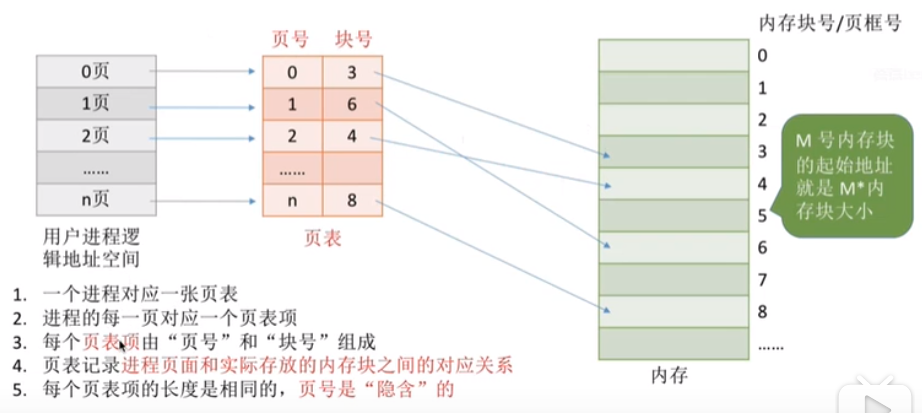 内存块号/页框号
页号 块号
0页
1页
2页
......
n页
0 3
1 6
2 4
......
n 8
0
1
2
3
4
5
6
7
8
......
M 号内存块
的起始地址
就是 M*内
存块大小
用户进程逻
辑地址空间
页表
内存
1. 一个进程对应一张页表
2. 进程的每一页对应一个页表项
3. 每个页表项由“页号”和“块号”组成
4. 页表记录进程页面和实际存放的内存块之间的对应关系
5. 每个页表项的长度是相同的，页号是“隐含”的